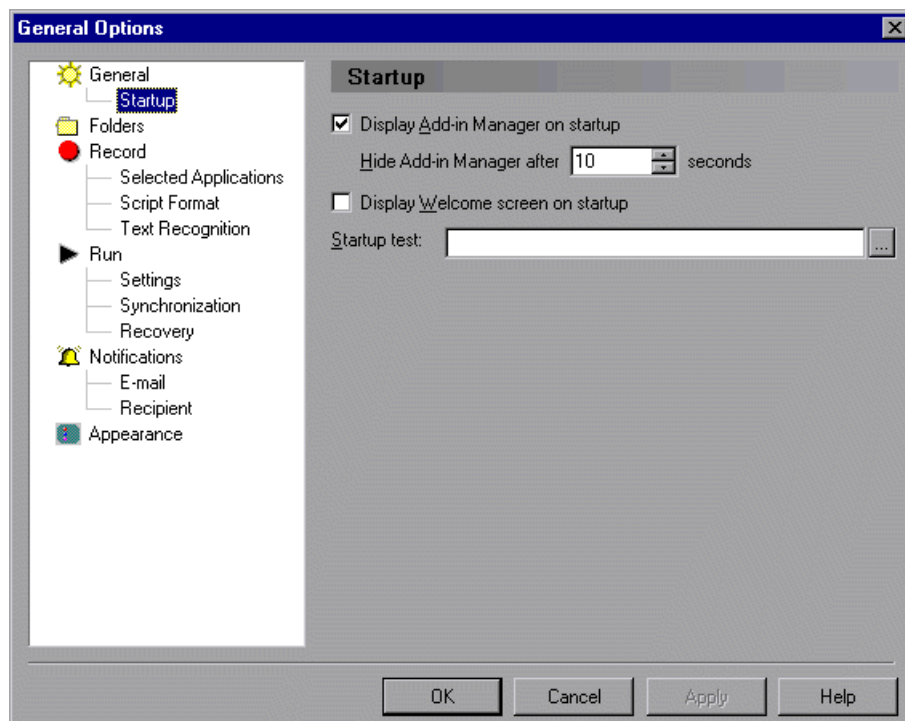 General Options
General
Startup
Folders
Record
Selected Applications
Script Format
Text Recognition
Run
Settings
Synchronization
Recovery
Notifications
E-mail
Recipient
Appearance
Startup
Display Add-in Manager on startup
Hide Add-in Manager after 10 seconds
Display Welcome screen on startup
Startup test: ...
OK Cancel Apply Help